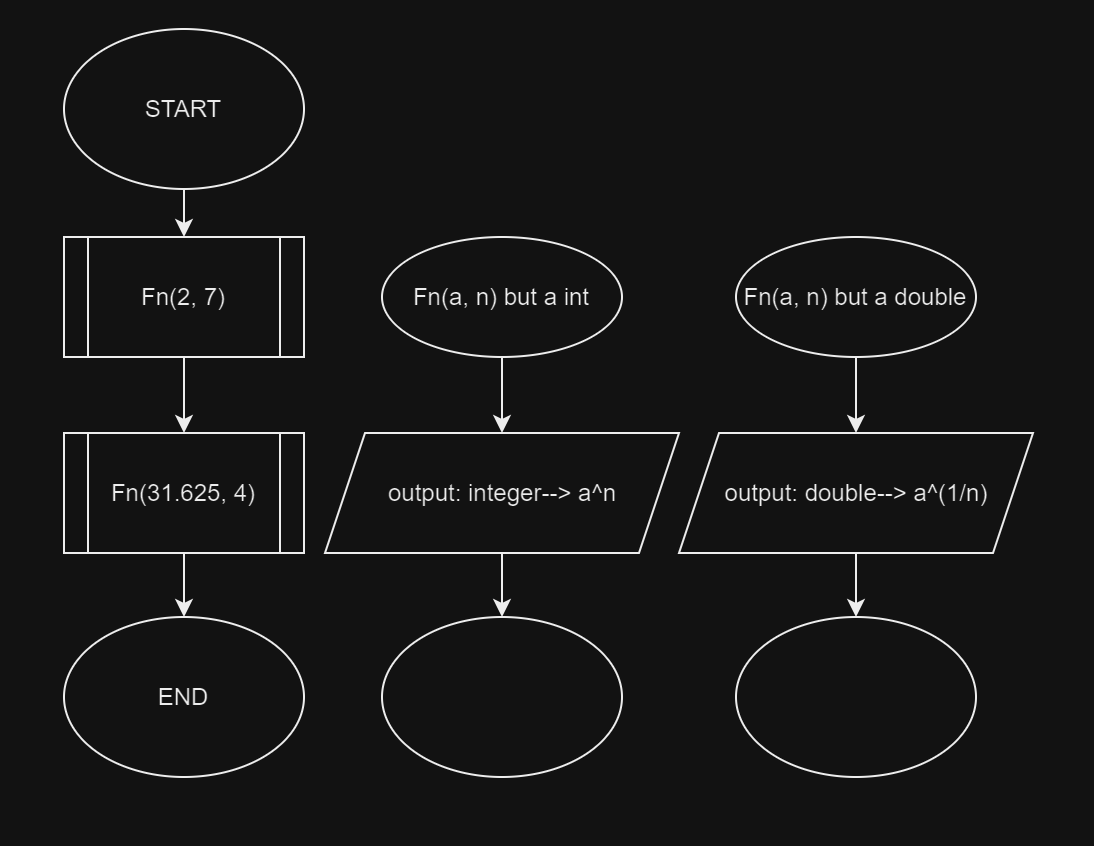 START
Fn(2, 7)
Fn(a, n) but a int
Fn(a, n) but a double
Fn(31.625, 4)
output: integer--> a^n
output: double--> a^(1/n)
END